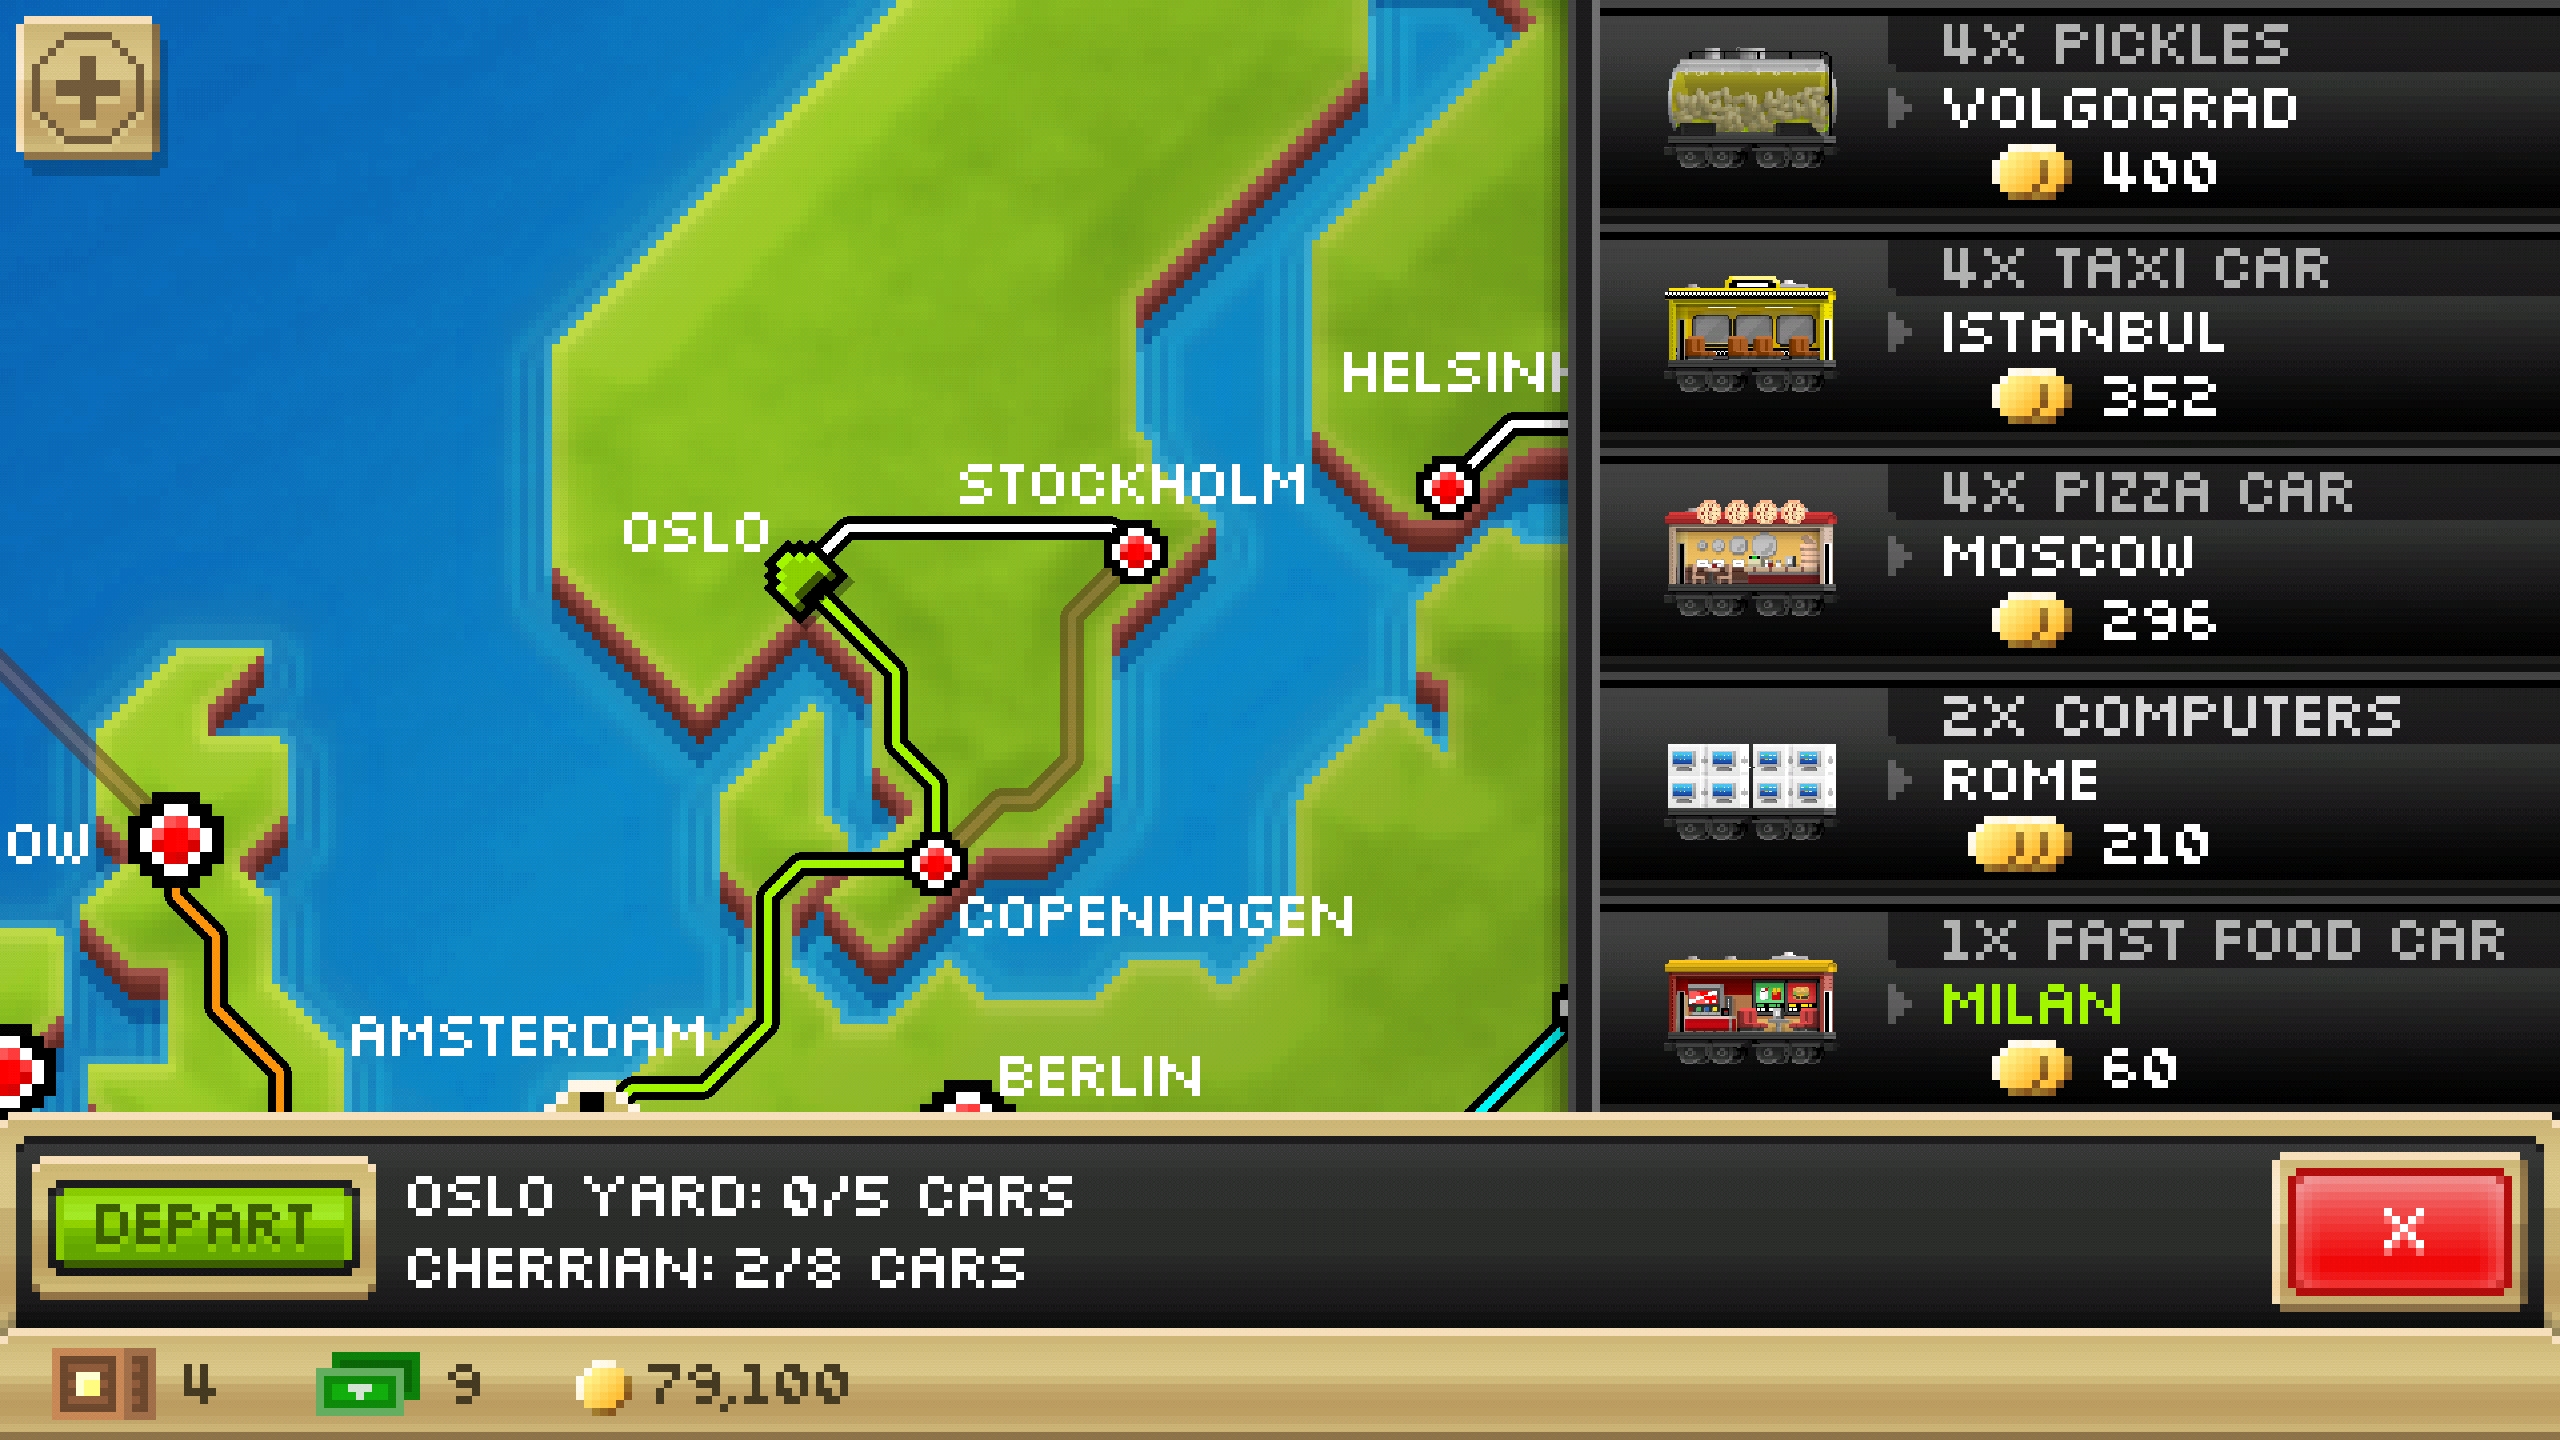 4X PICKLES
VOLGOGRAD
400
4X TAXI CAR
ISTANBUL
352
4X PIZZA CAR
MOSCOW
296
2X COMPUTERS
ROME
210
1X FAST FOOD CAR
MILAN
60
HELSINK
STOCKHOLM
OSLO
OW
COPENHAGEN
AMSTERDAM
BERLIN
DEPART
OSLO YARD: 0/5 CARS
CHERRIAN: 2/8 CARS
X
4
9
79,100